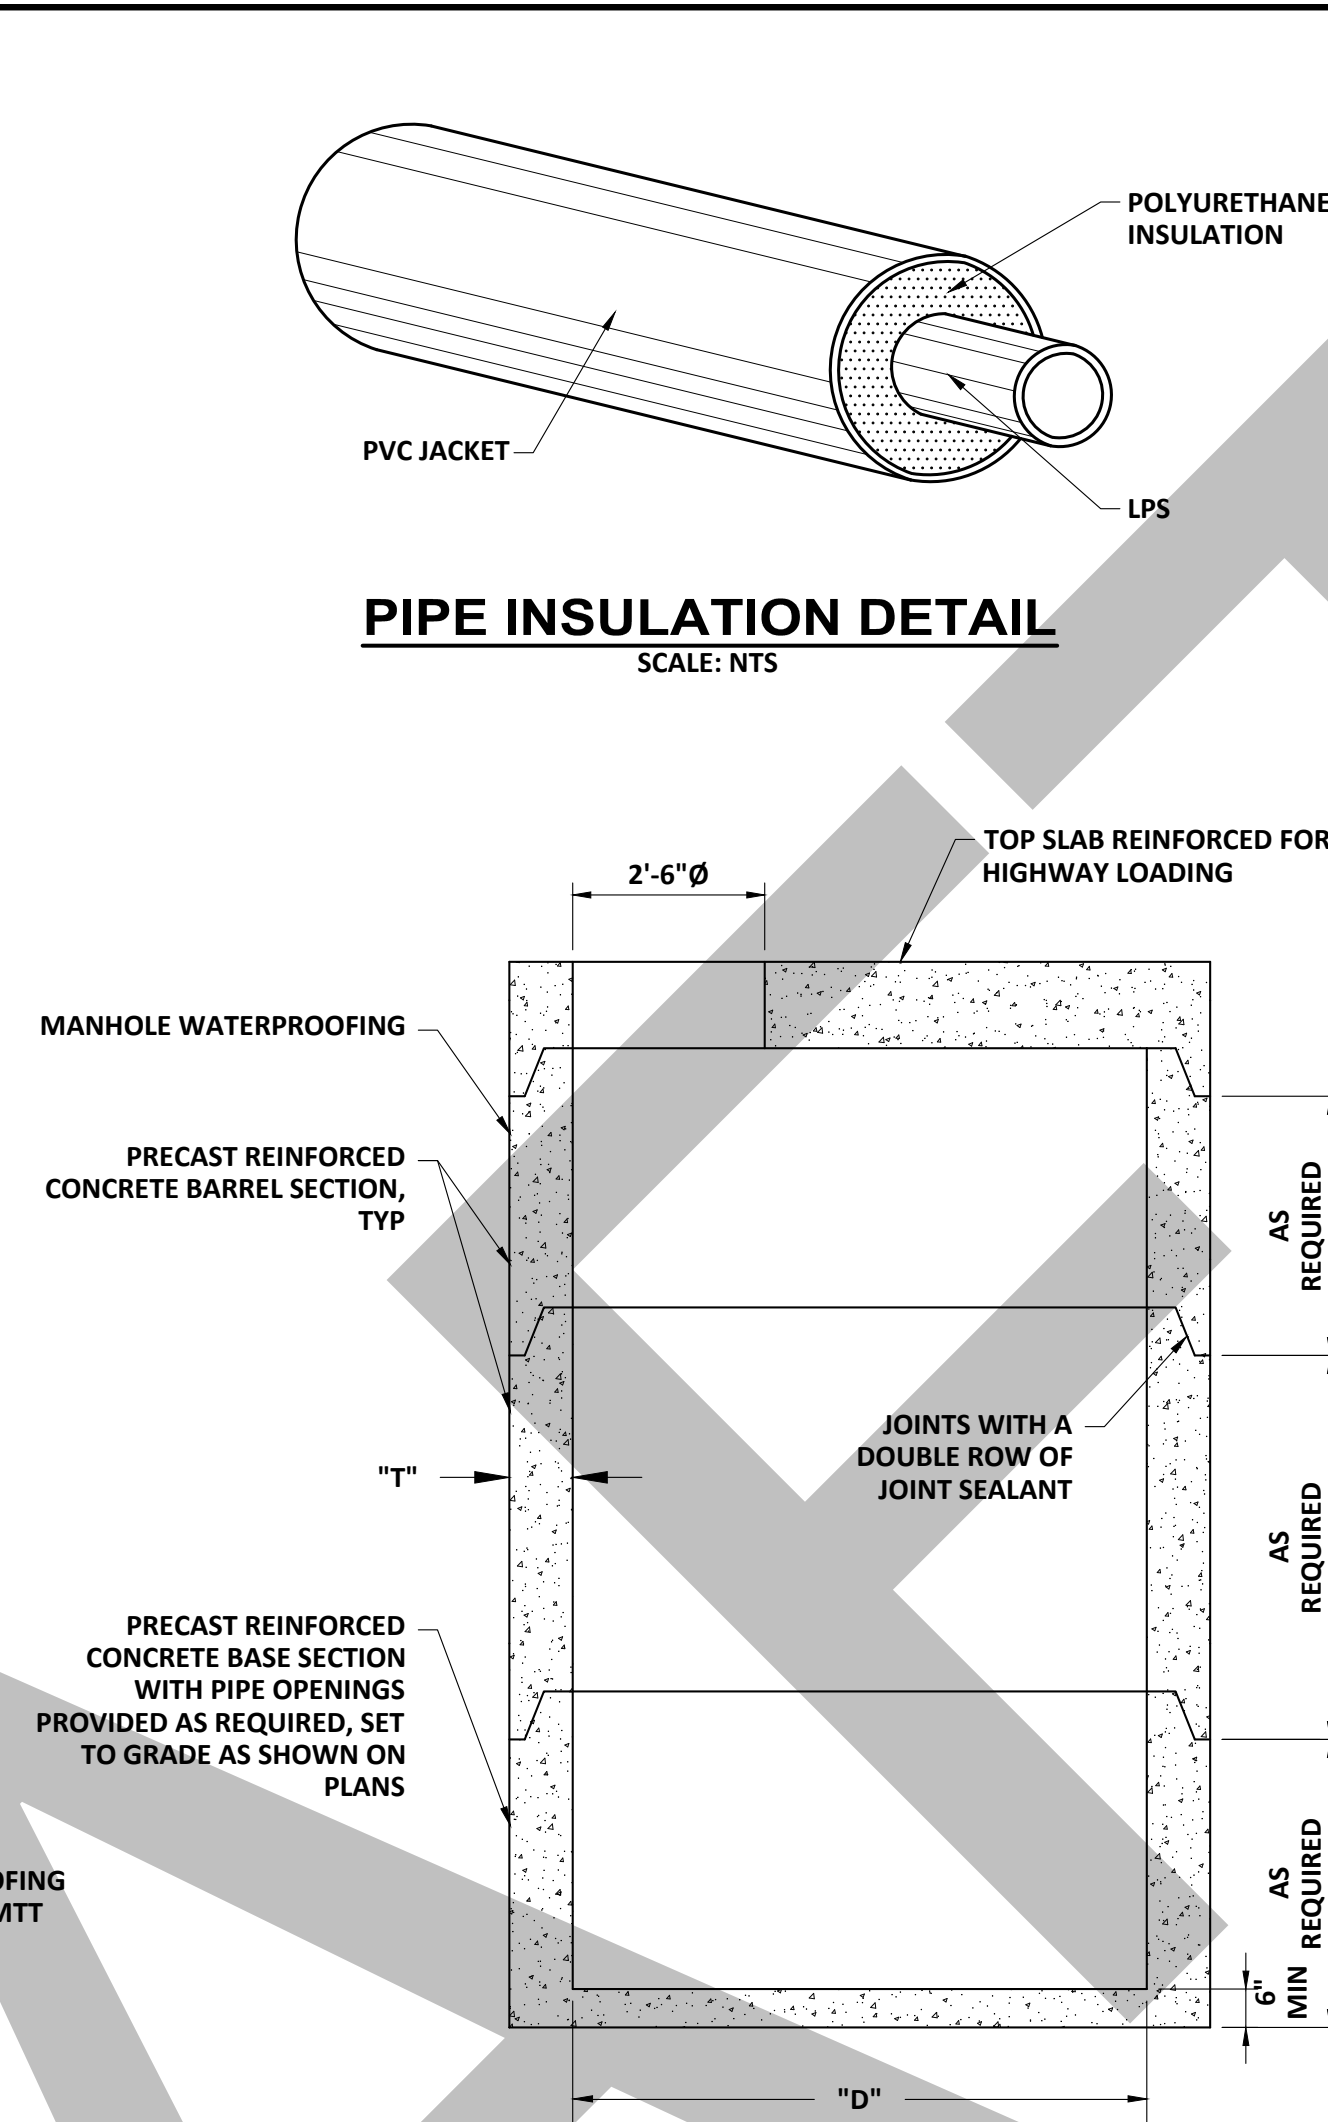 POLYURETHANE
INSULATION
PVC JACKET
LPS
PIPE INSULATION DETAIL
SCALE: NTS
TOP SLAB REINFORCED FOR
HIGHWAY LOADING
2'-6"Ø
MANHOLE WATERPROOFING
PRECAST REINFORCED
CONCRETE BARREL SECTION,
TYP
AS
REQUIRED
JOINTS WITH A
DOUBLE ROW OF
JOINT SEALANT
"T"
AS
REQUIRED
PRECAST REINFORCED
CONCRETE BASE SECTION
WITH PIPE OPENINGS
PROVIDED AS REQUIRED, SET
TO GRADE AS SHOWN ON
PLANS
AS
REQUIRED
OFING
MTT
6"
MIN
"D"